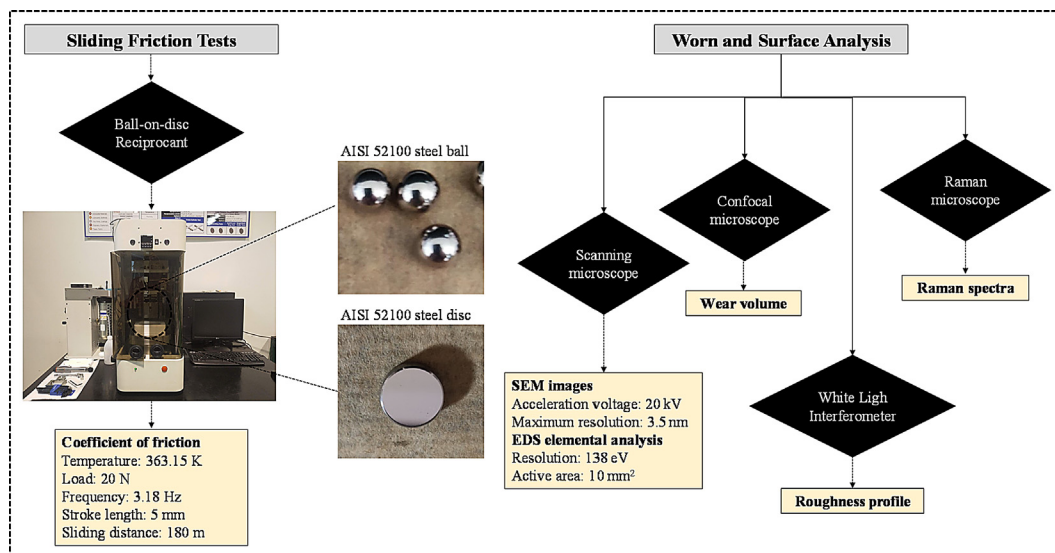 Sliding Friction Tests
Ball-on-disc
Reciprocant
AISI 52100 steel ball
AISI 52100 steel disc
Coefficient of friction
Temperature: 363.15 K
Load: 20 N
Frequency: 3.18 Hz
Stroke length: 5 mm
Sliding distance: 180 m
Worn and Surface Analysis
Scanning
microscope
Confocal
microscope
Raman
microscope
Wear volume
Raman spectra
SEM images
Acceleration voltage: 20 kV
Maximum resolution: 3.5 nm
EDS elemental analysis
Resolution: 138 eV
Active area: 10 mm²
White Ligh
Interferometer
Roughness profile